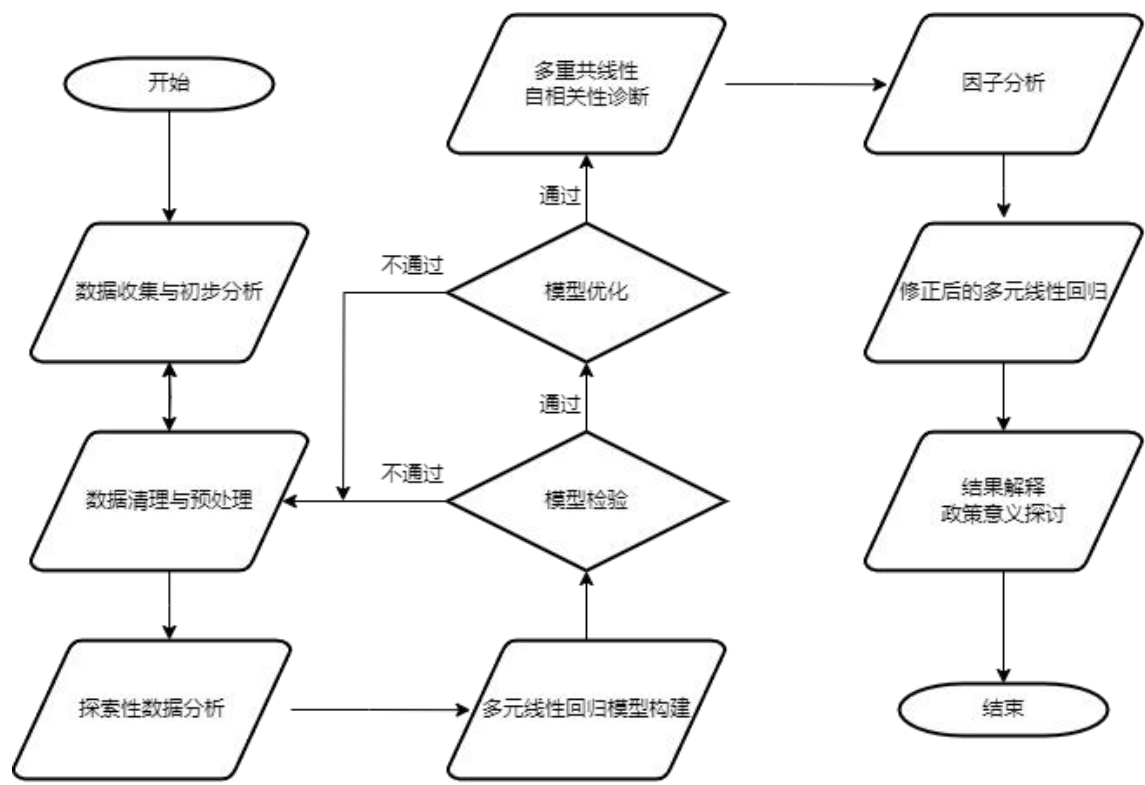 开始
数据收集与初步分析
数据清理与预处理
探索性数据分析
多重共线性
自相关性诊断
通过
不通过
模型优化
通过
不通过
模型检验
多元线性回归模型构建
因子分析
修正后的多元线性回归
结果解释
政策意义探讨
结束